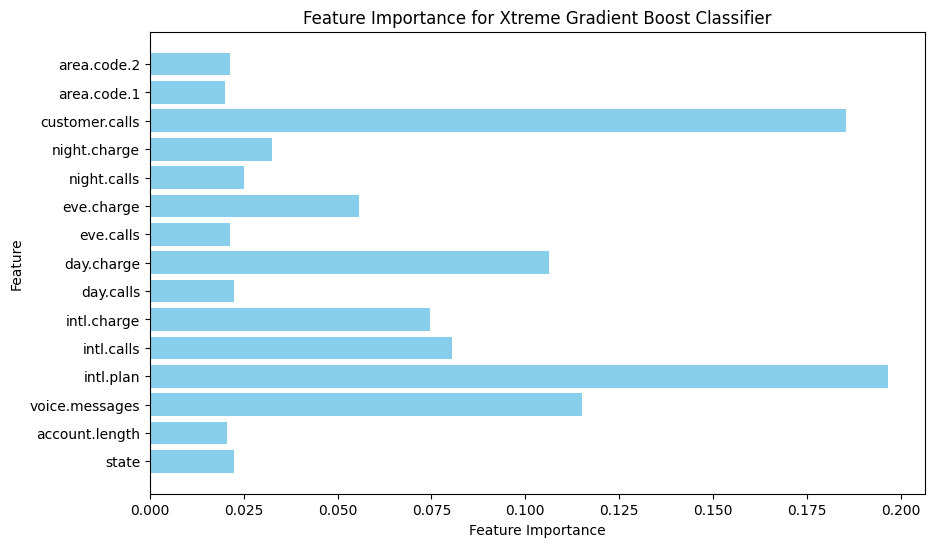 Feature Importance for Xtreme Gradient Boost Classifier
area.code.2
area.code.1
customer.calls
night.charge
night.calls
eve.charge
eve.calls
day.charge
day.calls
intl.charge
intl.calls
intl.plan
voice.messages
account.length
state
Feature
0.000 0.025 0.050 0.075 0.100 0.125 0.150 0.175 0.200
Feature Importance